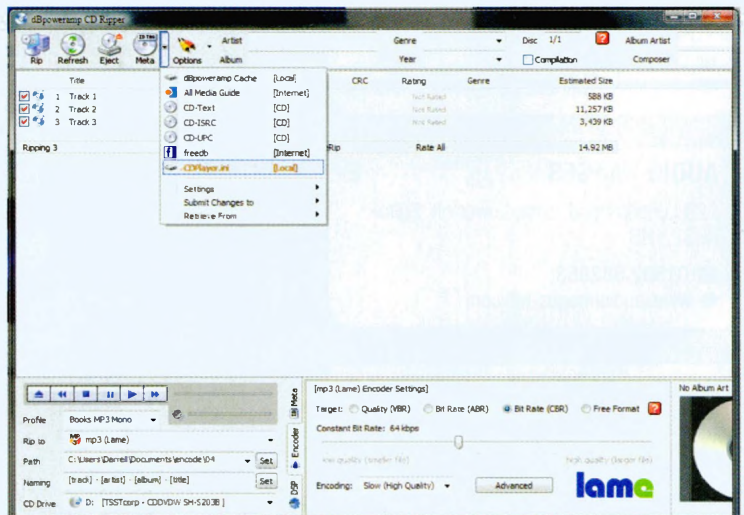 dBpoweramp CD Ripper
Rip Refresh Eject Meta Options
Artist
Album
Genre
Year
Disc 1/1
Compilation
Album Artist
Composer
Title CRC Rating Genre Estimated Size
1 Track 1 Not Rated 588 KB
2 Track 2 Not Rated 11,257 KB
3 Track 3 Not Rated 3,439 KB
Ripping 3 Rip Rate All 14.92 MB
dBpoweramp Cache [Local]
All Media Guide [Internet]
CD-Text [CD]
CD-ISRC [CD]
CD-UPC [CD]
freedb [Internet]
CDPlayer.ini [Local]
Settings
Submit Changes to
Retrieve From
Profile Books MP3 Mono
Rip to mp3 (Lame)
Path C:\Users\Darrell\Documents\encode\04 Set
Naming [track] - [artist] - [album] - [title] Set
CD Drive D: [TSSTcorp - CDDVDW SH-S203B ]
Meta
Encoder
DSP
[mp3 (Lame) Encoder Settings]
Target: Quality (VBR) Bit Rate (ABR) Bit Rate (CBR) Free Format
Constant Bit Rate: 64 kbps
low quality (smaller file) high quality (larger file)
Encoding: Slow (High Quality) Advanced lame
No Album Art